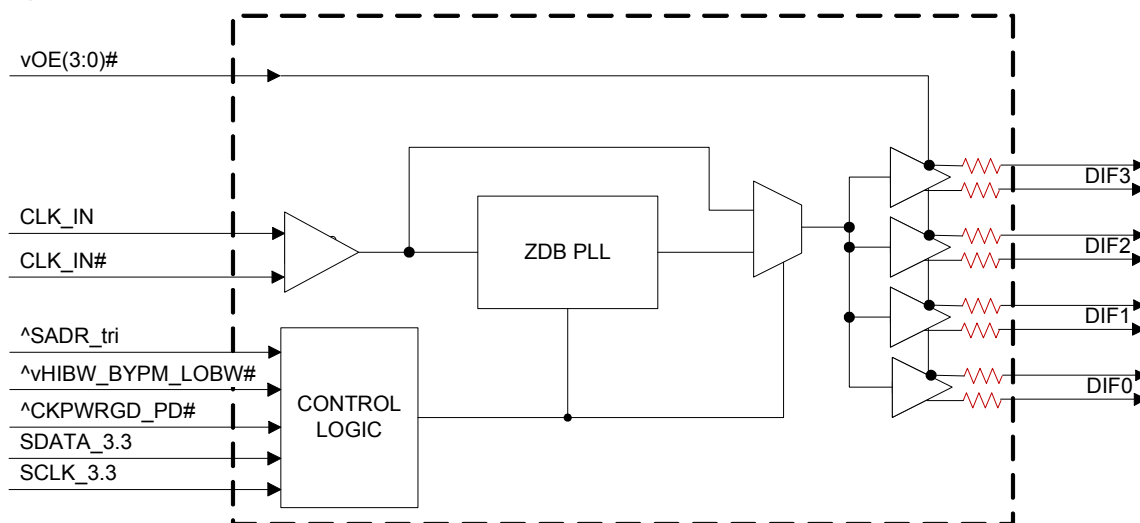 vOE(3:0)#
DIF3
CLK_IN
ZDB PLL
DIF2
CLK_IN#
DIF1
^SADR_tri
^vHIBW_BYPM_LOBW#
DIF0
^CKPWRGD_PD#
CONTROL
LOGIC
SDATA_3.3
SCLK_3.3